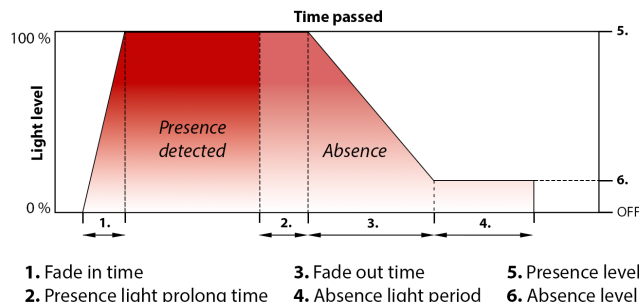 Time passed
100 %
5.
Light level
Presence
detected
Absence
6.
0 %
OFF
1.
2.
3.
4.
1. Fade in time
3. Fade out time
5. Presence level
2. Presence light prolong time
4. Absence light period
6. Absence level